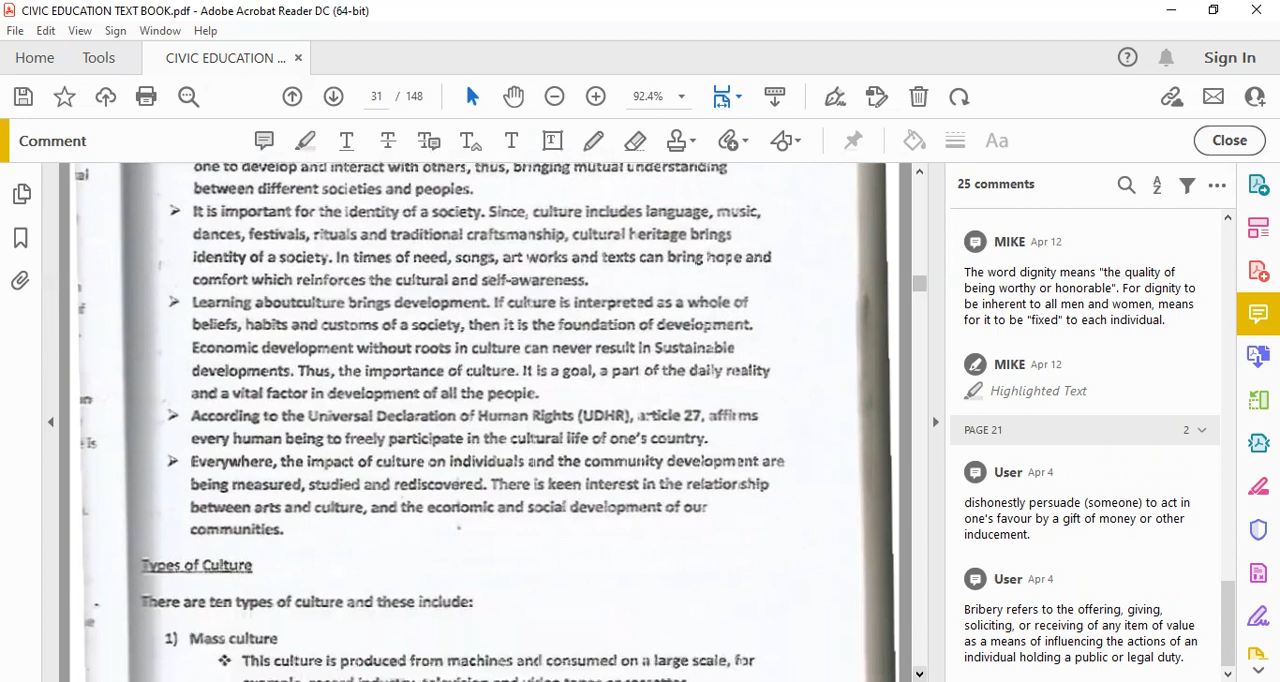 CIVIC EDUCATION TEXT BOOK.pdf - Adobe Acrobat Reader DC (64-bit)
File Edit View Sign Window Help
Home Tools CIVIC EDUCATION ... × Sign In
31 / 148 92.4%
Comment Close
one to develop and interact with others, thus, bringing mutual understanding
between different societies and peoples.
➢ It is important for the identity of a society. Since, culture includes language, music,
dances, festivals, rituals and traditional craftsmanship, cultural heritage brings
identity of a society. In times of need, songs, art works and texts can bring hope and
comfort which reinforces the cultural and self-awareness.
➢ Learning aboutculture brings development. If culture is interpreted as a whole of
beliefs, habits and customs of a society, then it is the foundation of development.
Economic development without roots in culture can never result in Sustainable
developments. Thus, the importance of culture. It is a goal, a part of the daily reality
and a vital factor in development of all the people.
➢ According to the Universal Declaration of Human Rights (UDHR), article 27, affirms
every human being to freely participate in the cultural life of one's country.
➢ Everywhere, the impact of culture on individuals and the community development are
being measured, studied and rediscovered. There is keen interest in the relationship
between arts and culture, and the economic and social development of our
communities.
Types of Culture
There are ten types of culture and these include:
1) Mass culture
❖ This culture is produced from machines and consumed on a large scale, for
25 comments
MIKE Apr 12
The word dignity means "the quality of
being worthy or honorable". For dignity to
be inherent to all men and women, means
for it to be "fixed" to each individual.
MIKE Apr 12
Highlighted Text
PAGE 21 2
User Apr 4
dishonestly persuade (someone) to act in
one's favour by a gift of money or other
inducement.
User Apr 4
Bribery refers to the offering, giving,
soliciting, or receiving of any item of value
as a means of influencing the actions of an
individual holding a public or legal duty.